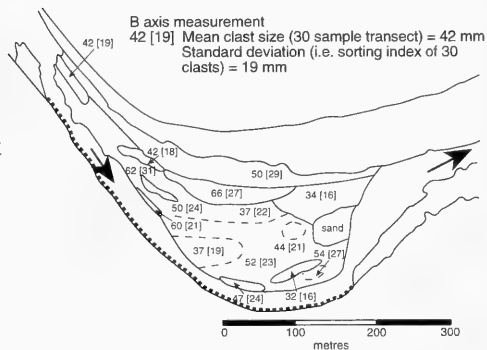 B axis measurement
42 [19] Mean clast size (30 sample transect) = 42 mm
Standard deviation (i.e. sorting index of 30
clasts) = 19 mm
42 [19]
42 [18]
62 [31]
50 [29]
66 [27]
34 [16]
50 [24]
37 [22]
60 [21]
sand
44 [21]
37 [19]
54 [27]
52 [23]
47 [24]
32 [16]
0 100 200 300
metres